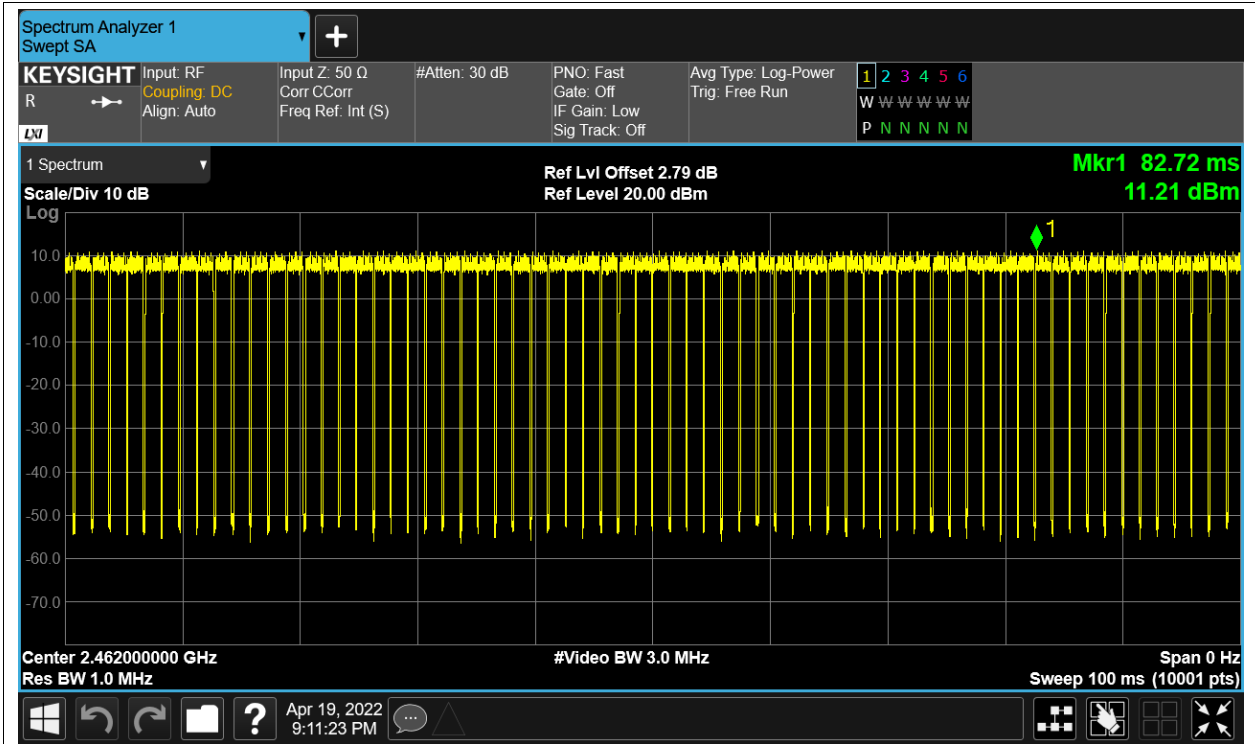 Spectrum Analyzer 1
Swept SA
KEYSIGHT
R
LXI
Input: RF
Coupling: DC
Align: Auto
Input Z: 50 Ω
Corr CCorr
Freq Ref: Int (S)
#Atten: 30 dB
PNO: Fast
Gate: Off
IF Gain: Low
Sig Track: Off
Avg Type: Log-Power
Trig: Free Run
1 2 3 4 5 6
W W W W W W
P N N N N N
1 Spectrum
Scale/Div 10 dB
Ref Lvl Offset 2.79 dB
Ref Level 20.00 dBm
Mkr1 82.72 ms
11.21 dBm
Log
1
10.0
0.00
-10.0
-20.0
-30.0
-40.0
-50.0
-60.0
-70.0
Center 2.462000000 GHz
#Video BW 3.0 MHz
Span 0 Hz
Res BW 1.0 MHz
Sweep 100 ms (10001 pts)
?
Apr 19, 2022
9:11:23 PM